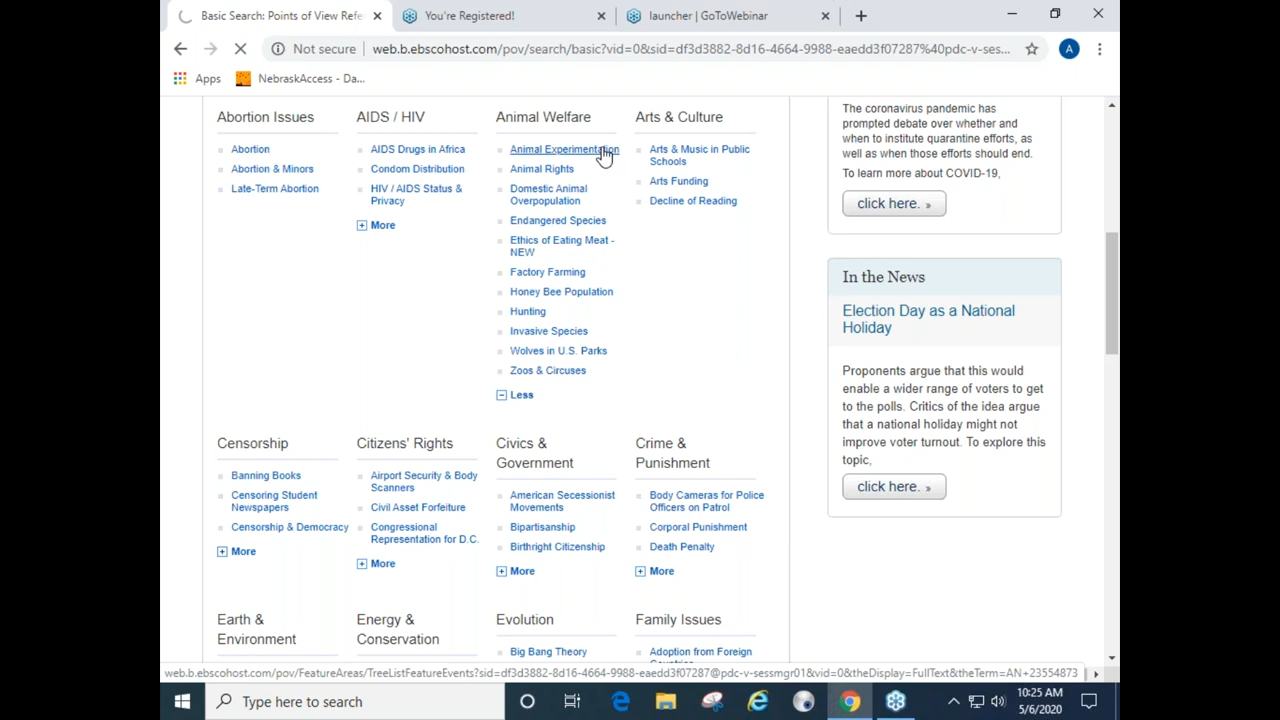 Basic Search: Points of View Refe
You're Registered!
launcher | GoToWebinar
Not secure
web.b.ebscohost.com/pov/search/basic?vid=0&sid=df3d3882-8d16-4664-9988-eaedd3f07287%40pdc-v-ses...
A
Apps
NebraskAccess - Da...
Abortion Issues
Abortion
Abortion & Minors
Late-Term Abortion
AIDS / HIV
AIDS Drugs in Africa
Condom Distribution
HIV / AIDS Status &
Privacy
More
Animal Welfare
Animal Experimentation
Animal Rights
Domestic Animal
Overpopulation
Endangered Species
Ethics of Eating Meat -
NEW
Factory Farming
Honey Bee Population
Hunting
Invasive Species
Wolves in U.S. Parks
Zoos & Circuses
Less
Arts & Culture
Arts & Music in Public
Schools
Arts Funding
Decline of Reading
Censorship
Banning Books
Censoring Student
Newspapers
Censorship & Democracy
More
Citizens' Rights
Airport Security & Body
Scanners
Civil Asset Forfeiture
Congressional
Representation for D.C.
More
Civics &
Government
American Secessionist
Movements
Bipartisanship
Birthright Citizenship
More
Crime &
Punishment
Body Cameras for Police
Officers on Patrol
Corporal Punishment
Death Penalty
More
Earth &
Environment
Energy &
Conservation
Evolution
Big Bang Theory
Family Issues
Adoption from Foreign
The coronavirus pandemic has
prompted debate over whether and
when to institute quarantine efforts, as
well as when those efforts should end.
To learn more about COVID-19,
click here. »
In the News
Election Day as a National
Holiday
Proponents argue that this would
enable a wider range of voters to get
to the polls. Critics of the idea argue
that a national holiday might not
improve voter turnout. To explore this
topic,
click here. »
web.b.ebscohost.com/pov/FeatureAreas/TreeListFeatureEvents?sid=df3d3882-8d16-4664-9988-eaedd3f07287@pdc-v-sessmgr01&vid=0&theDisplay=FullText&theTerm=AN+23554873
Type here to search
10:25 AM
5/6/2020